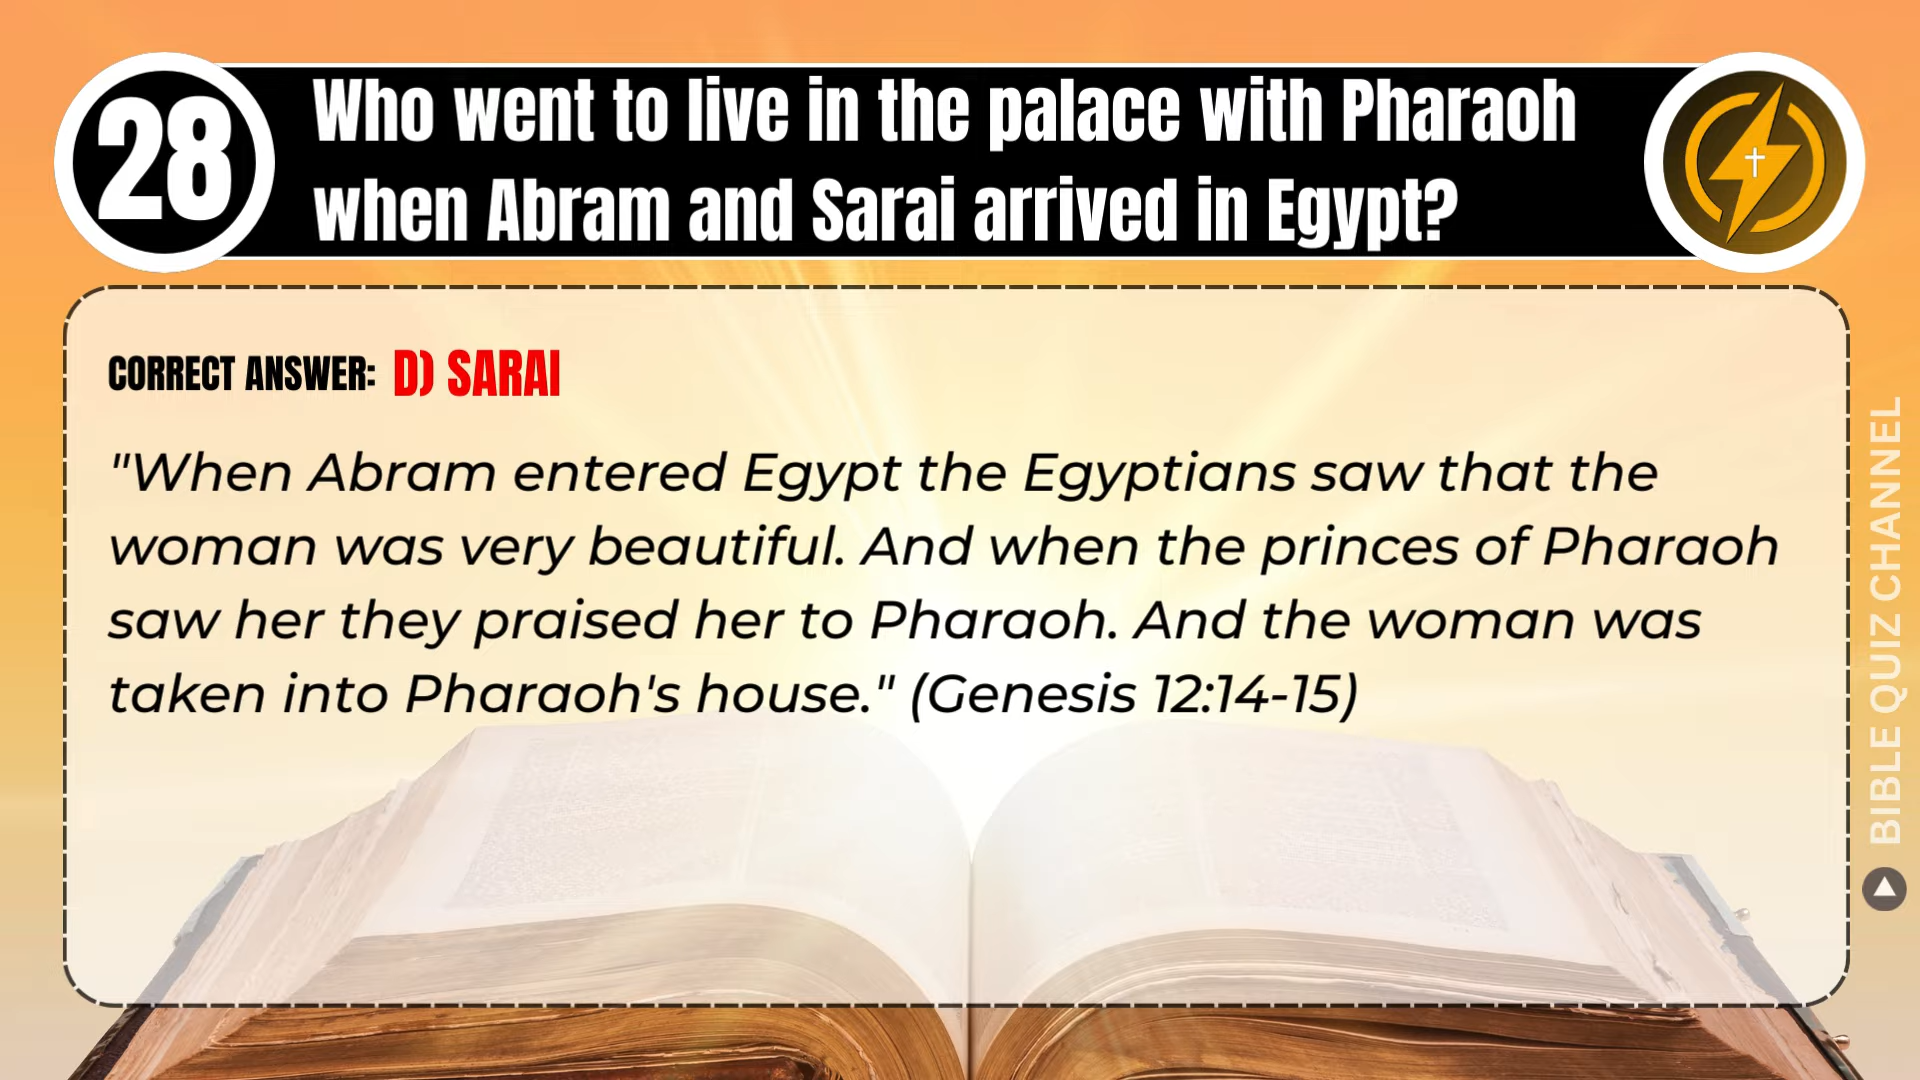 28
Who went to live in the palace with Pharaoh
when Abram and Sarai arrived in Egypt?
CORRECT ANSWER: D) SARAI
"When Abram entered Egypt the Egyptians saw that the
woman was very beautiful. And when the princes of Pharaoh
saw her they praised her to Pharaoh. And the woman was
taken into Pharaoh's house." (Genesis 12:14-15)
BIBLE QUIZ CHANNEL